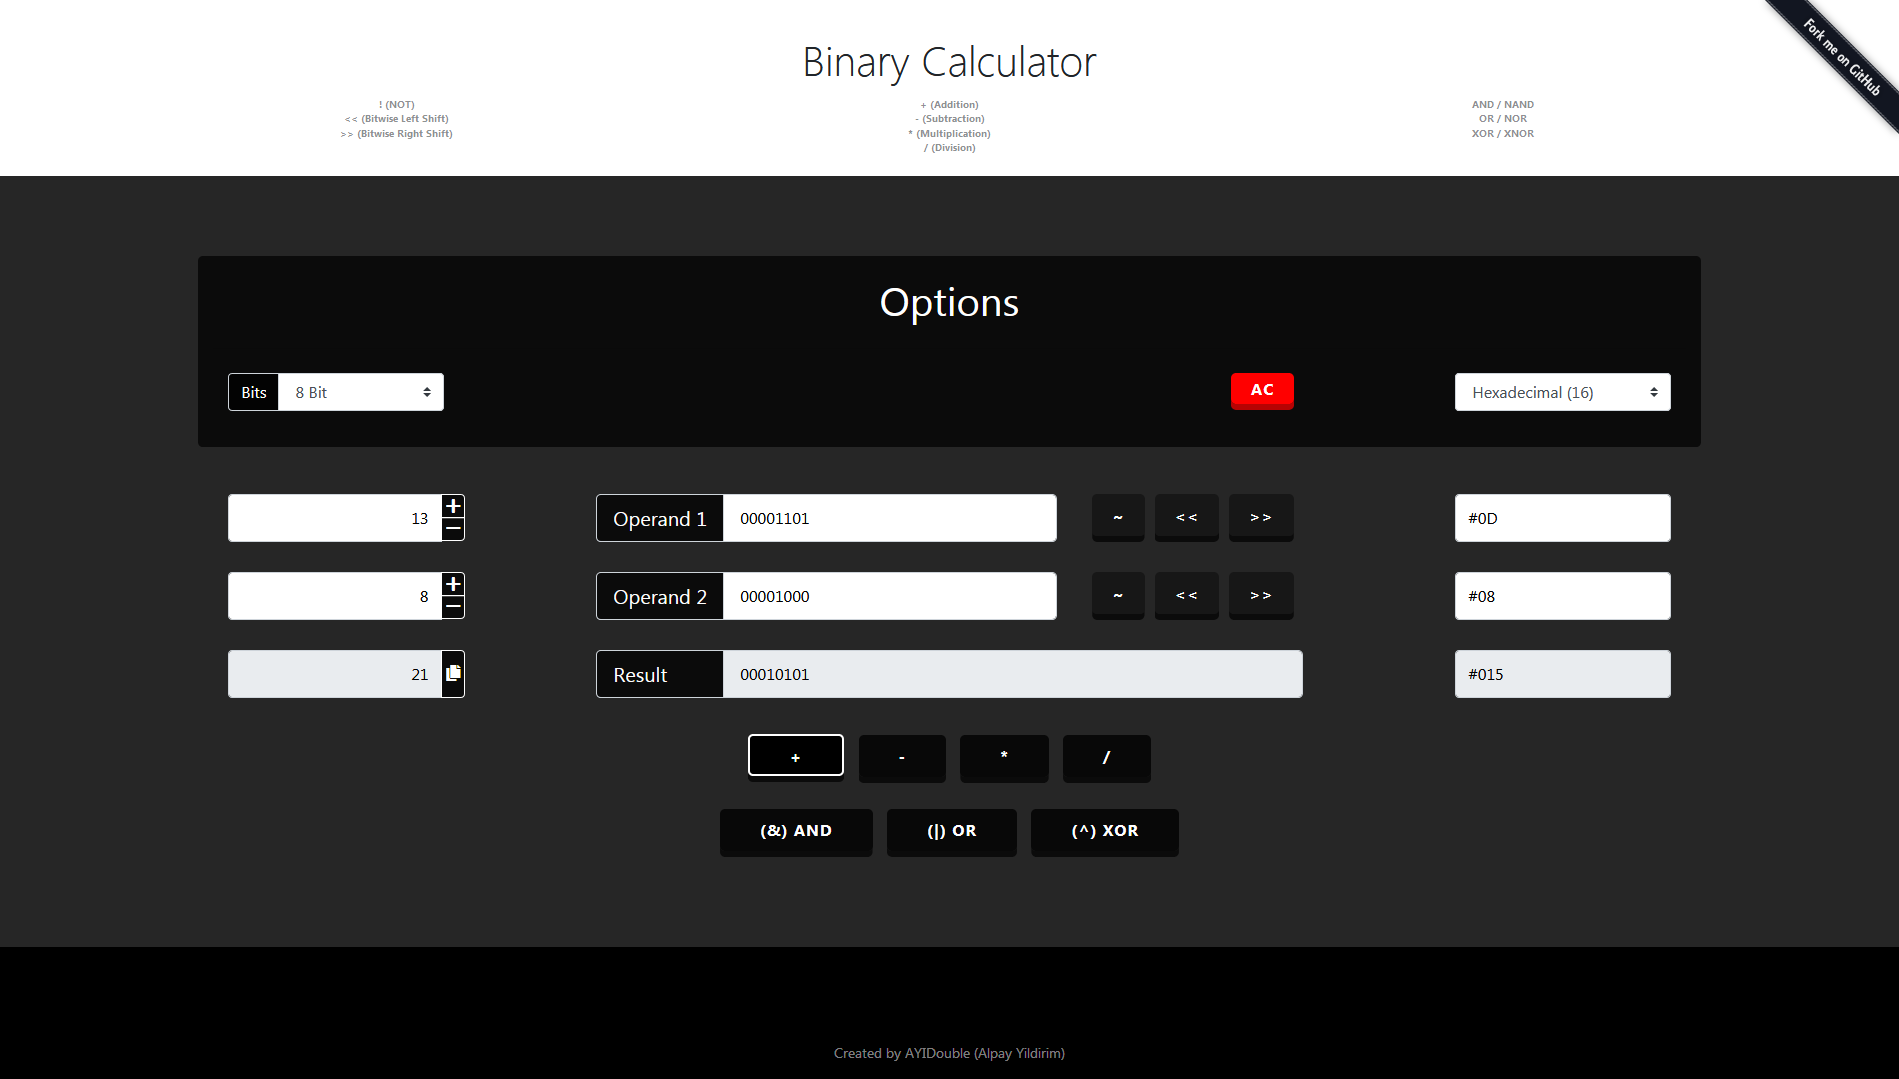 Binary Calculator
Fork me on GitHub
! (NOT)
<< (Bitwise Left Shift)
>> (Bitwise Right Shift)
+ (Addition)
- (Subtraction)
* (Multiplication)
/ (Division)
AND / NAND
OR / NOR
XOR / XNOR
Options
Bits 8 Bit AC Hexadecimal (16)
13 + − Operand 1 00001101 ~ << >> #0D
8 + − Operand 2 00001000 ~ << >> #08
21 Result 00010101 #015
+ - * /
(&) AND (|) OR (^) XOR
Created by AYIDouble (Alpay Yildirim)